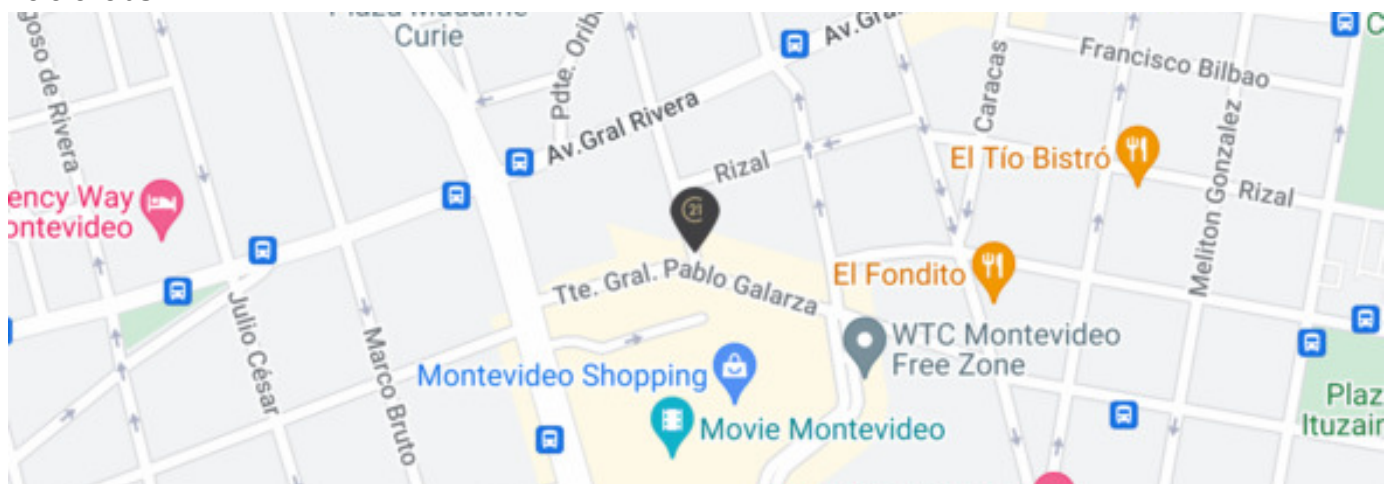 Curie
Pdte. Oribe
Av.Gral
Francisco Bilbao
Caracas
goso de Rivera
Av.Gral Rivera
Rizal
El Tío Bistró
Meliton Gonzalez
Rizal
ency Way
ontevideo
21
Tte. Gral. Pablo Galarza
El Fondito
Julio César
Marco Bruto
WTC Montevideo
Free Zone
Montevideo Shopping
Movie Montevideo
Plaz
Ituzain